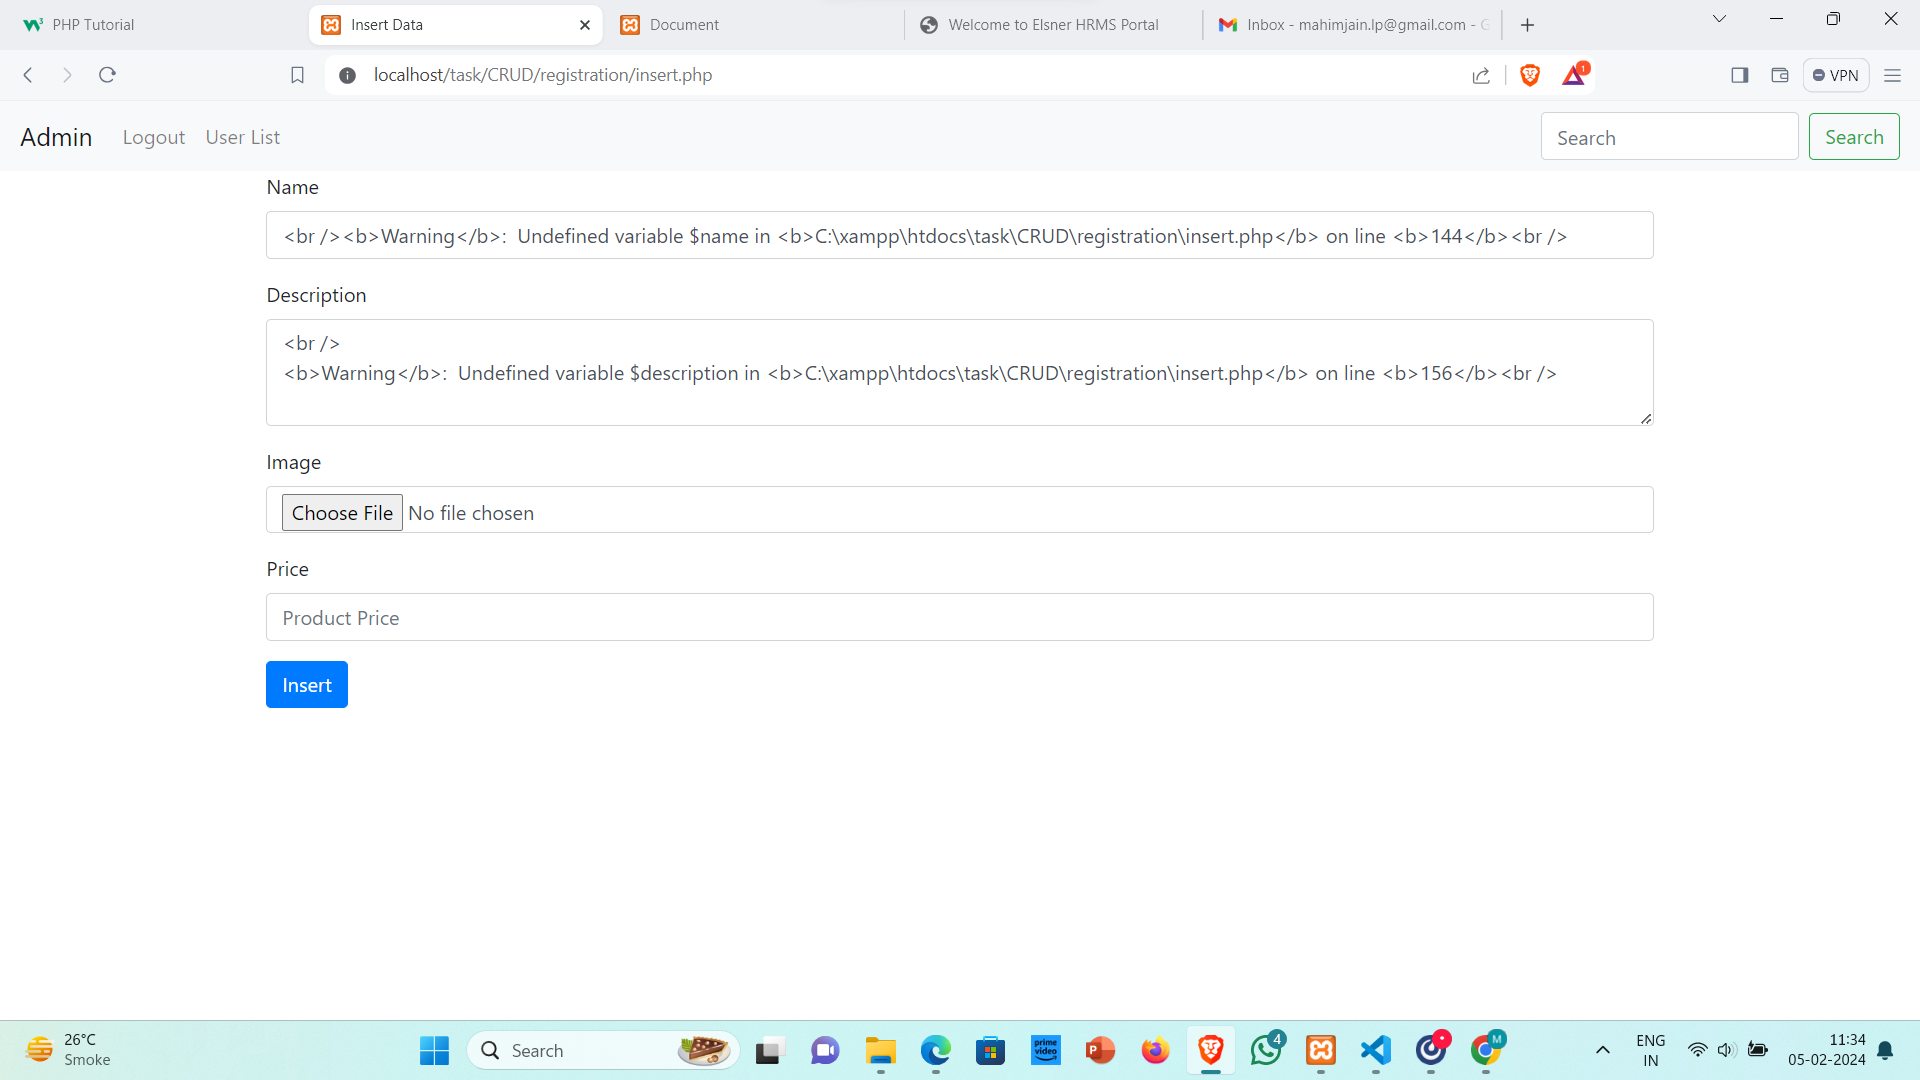 PHP Tutorial
Insert Data
Document
Welcome to Elsner HRMS Portal
Inbox - mahimjain.lp@gmail.com - G
localhost/task/CRUD/registration/insert.php
1
VPN
Admin
Logout
User List
Search
Search
Name
<br /><b>Warning</b>:  Undefined variable $name in <b>C:\xampp\htdocs\task\CRUD\registration\insert.php</b> on line <b>144</b><br />
Description
<br />
<b>Warning</b>:  Undefined variable $description in <b>C:\xampp\htdocs\task\CRUD\registration\insert.php</b> on line <b>156</b><br />
Image
Choose File No file chosen
Price
Product Price
Insert
26°C
Smoke
Search
prime
video
P
4
M
ENG
IN
11:34
05-02-2024